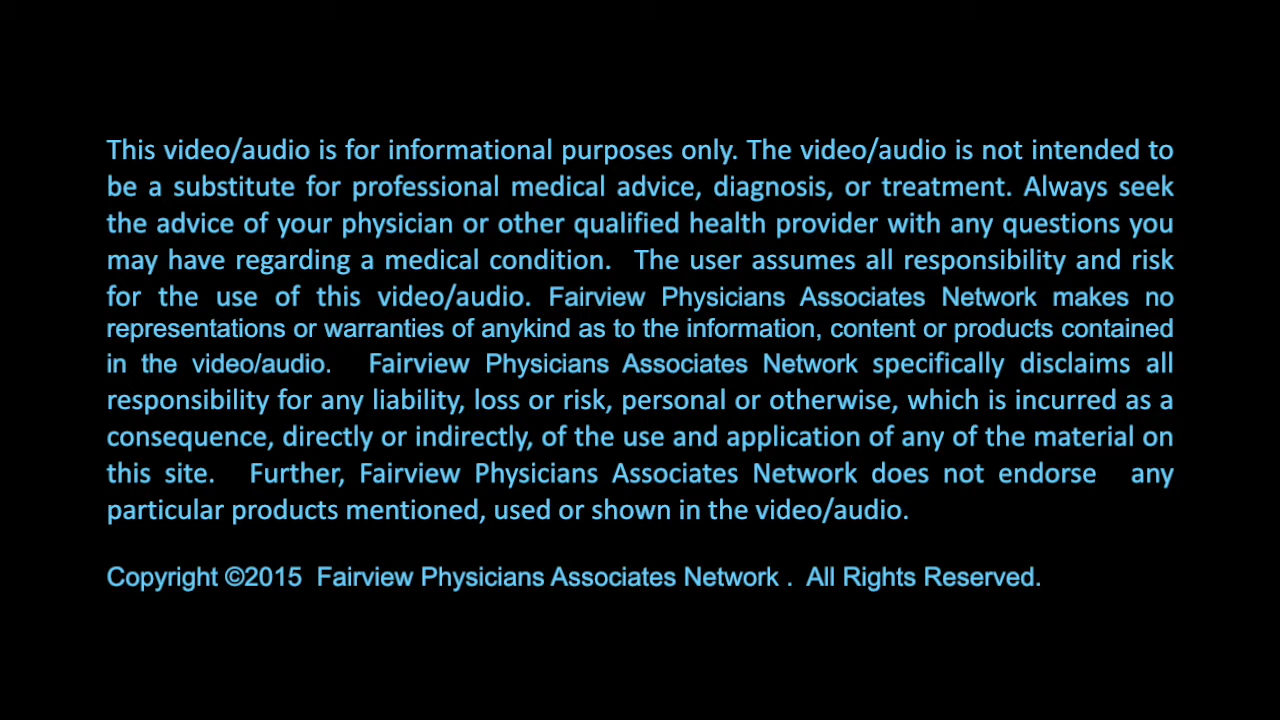 This video/audio is for informational purposes only. The video/audio is not intended to
be a substitute for professional medical advice, diagnosis, or treatment. Always seek
the advice of your physician or other qualified health provider with any questions you
may have regarding a medical condition.  The user assumes all responsibility and risk
for the use of this video/audio. Fairview Physicians Associates Network makes no
representations or warranties of anykind as to the information, content or products contained
in the video/audio.  Fairview Physicians Associates Network specifically disclaims all
responsibility for any liability, loss or risk, personal or otherwise, which is incurred as a
consequence, directly or indirectly, of the use and application of any of the material on
this site.  Further, Fairview Physicians Associates Network does not endorse  any
particular products mentioned, used or shown in the video/audio.
Copyright ©2015  Fairview Physicians Associates Network .  All Rights Reserved.